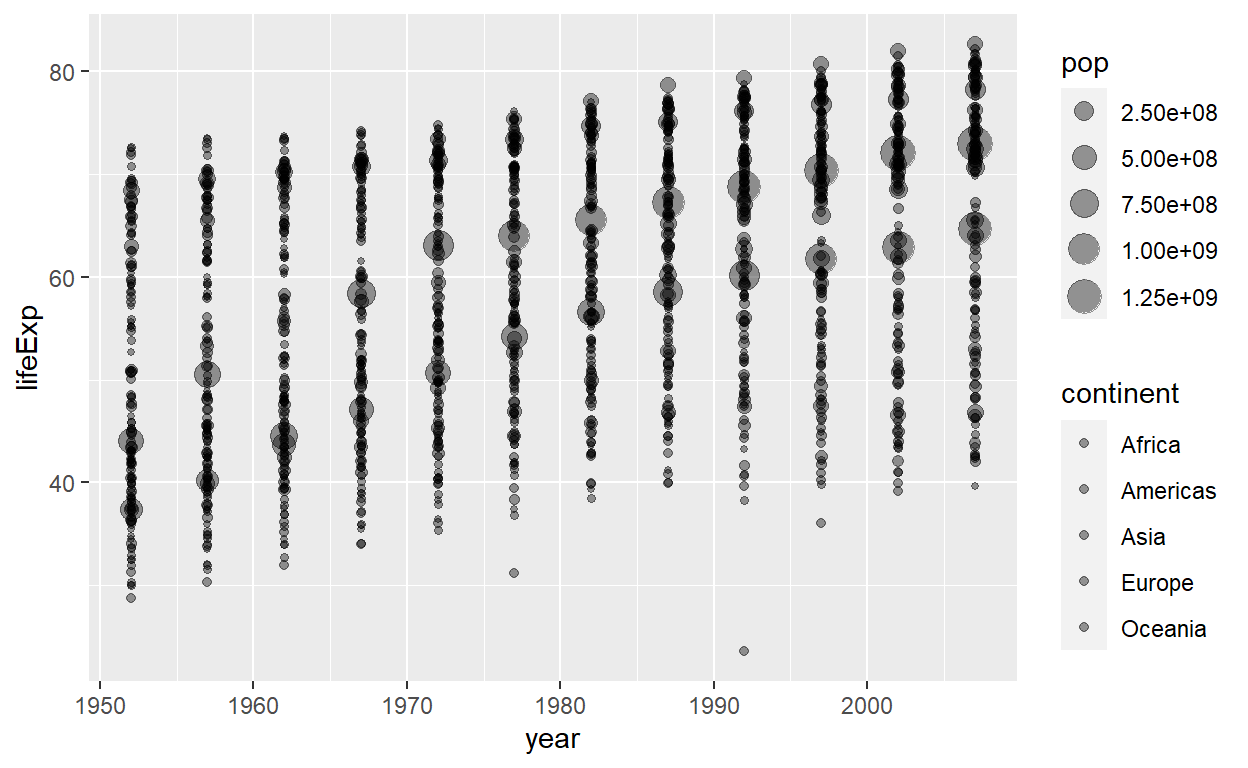 80
60
40
lifeExp
1950
1960
1970
1980
1990
2000
year
pop
2.50e+08
5.00e+08
7.50e+08
1.00e+09
1.25e+09
continent
Africa
Americas
Asia
Europe
Oceania